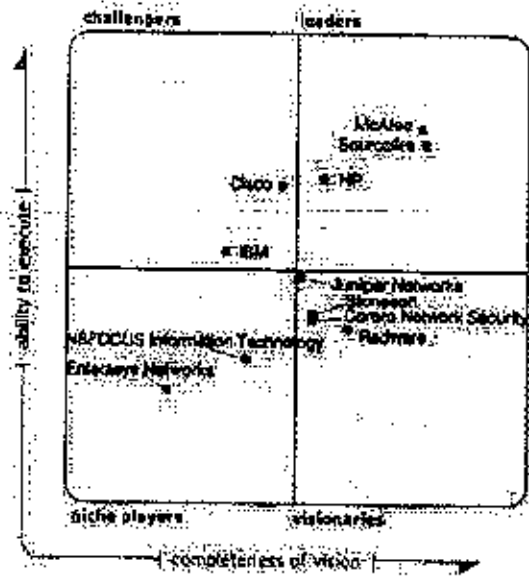 challengers
leaders
McAfee
Sourcefire
Cisco
HP
IBM
ability to execute
Juniper Networks
Stonesoft
Corero Network Security
Radware
NSFOCUS Information Technology
Enterasys Networks
niche players
visionaries
completeness of vision